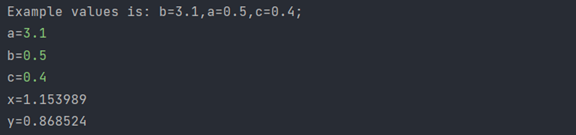 Example values is: b=3.1,a=0.5,c=0.4;
a=3.1
b=0.5
c=0.4
x=1.153989
y=0.868524